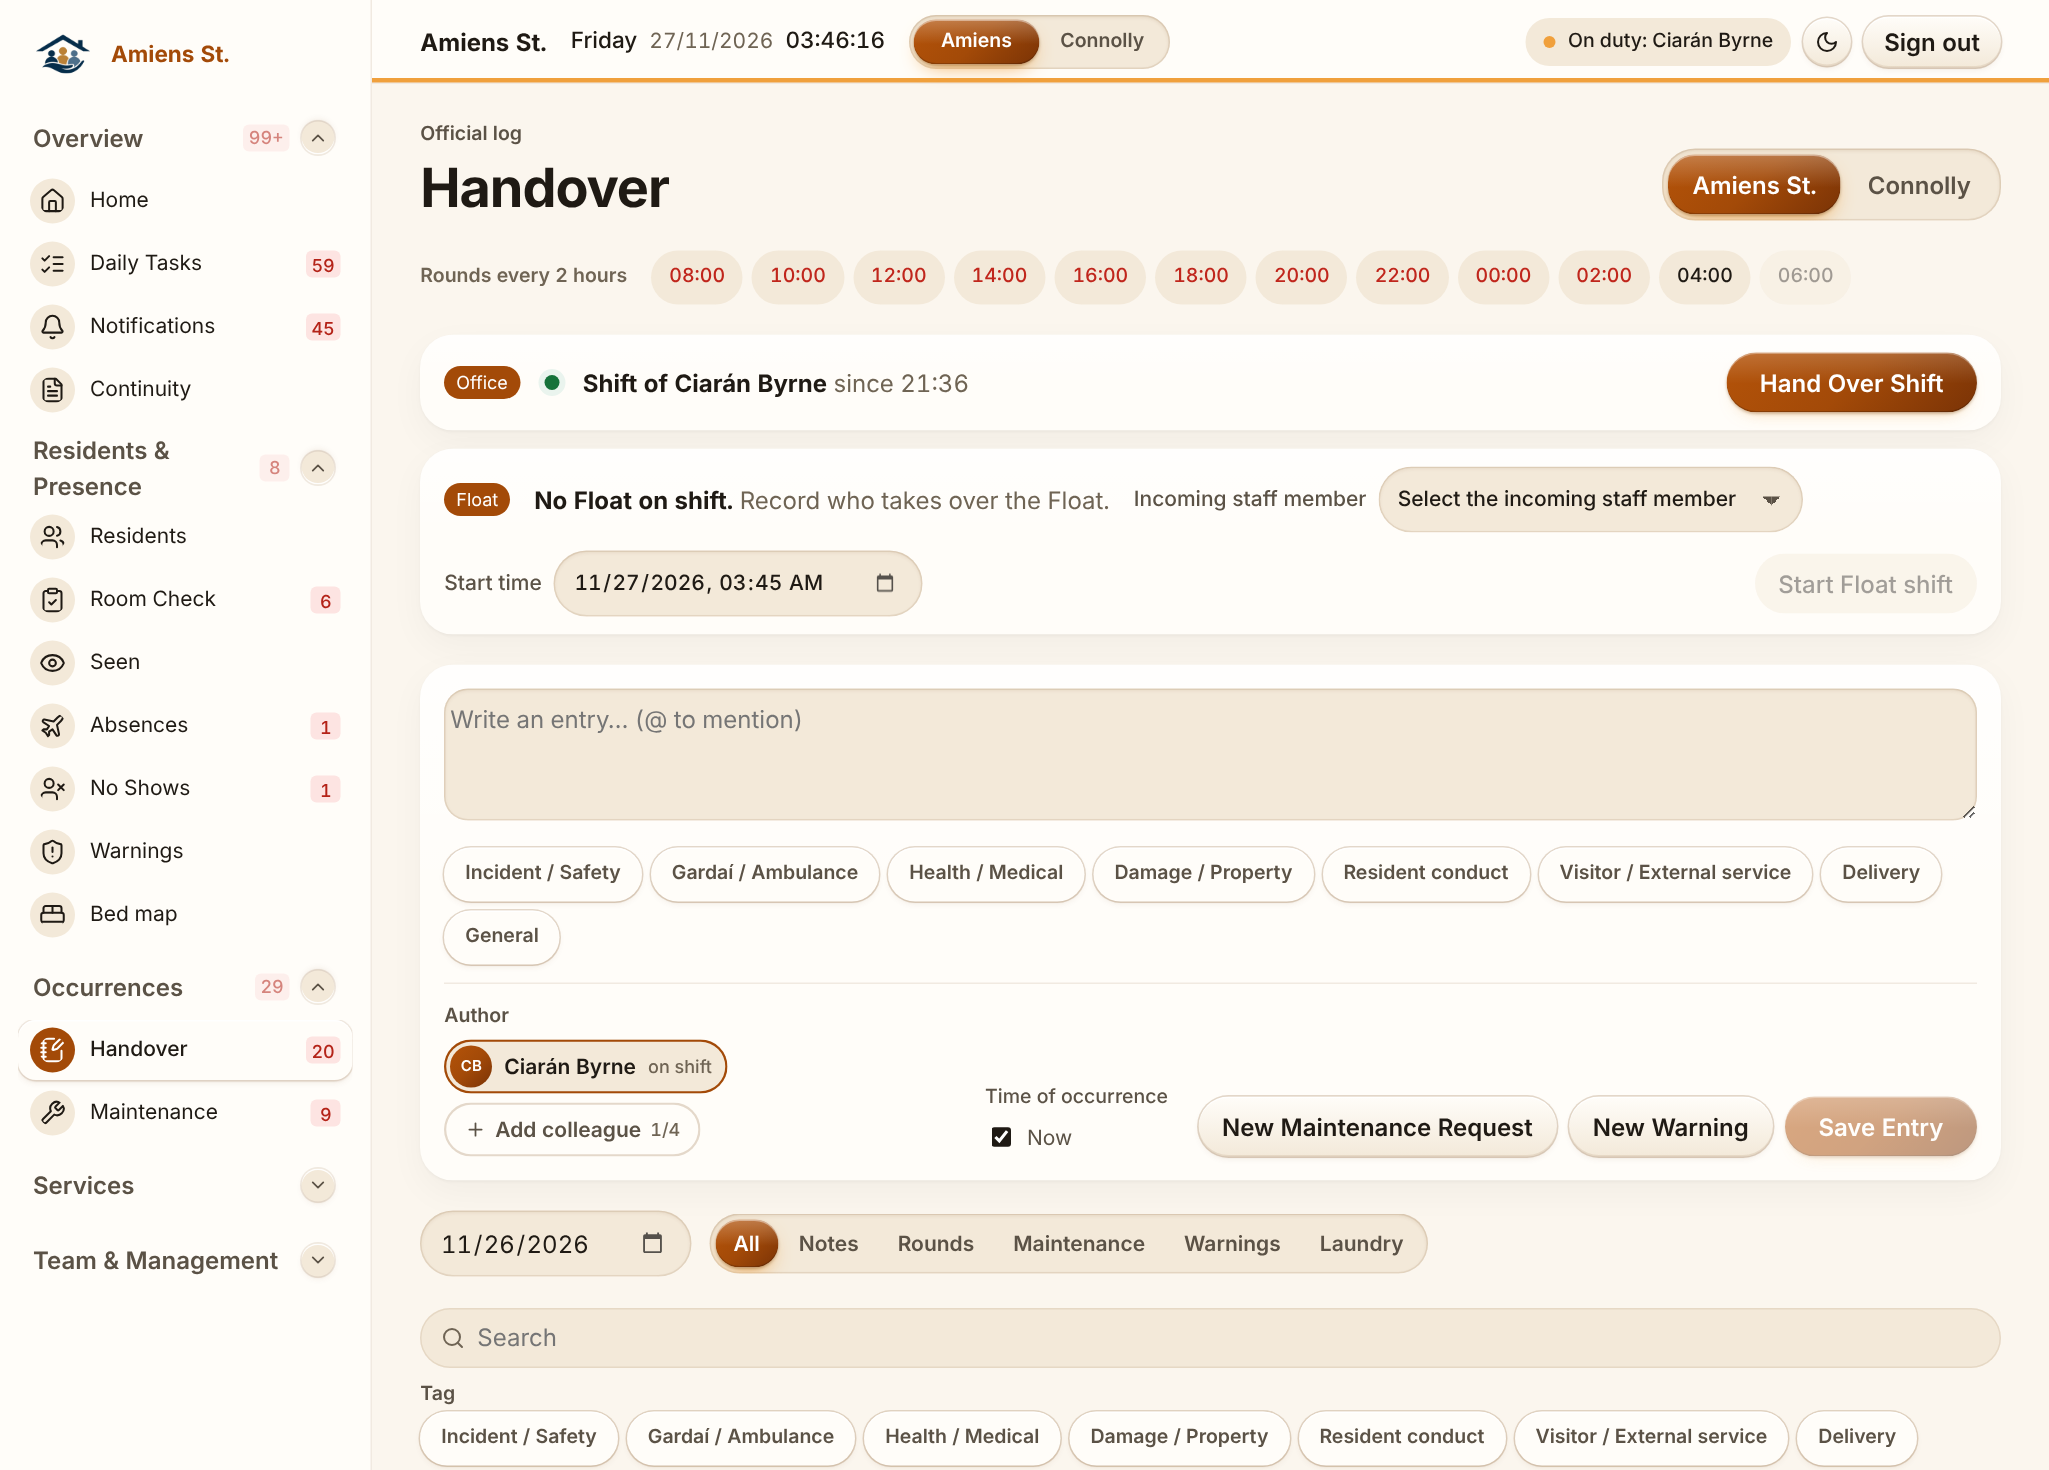 Amiens St.
Amiens St. Friday 27/11/2026 03:46:16 Amiens Connolly On duty: Ciarán Byrne Sign out
Overview 99+
Home
Daily Tasks 59
Notifications 45
Continuity
Residents & Presence 8
Residents
Room Check 6
Seen
Absences 1
No Shows 1
Warnings
Bed map
Occurrences 29
Handover 20
Maintenance 9
Services
Team & Management
Official log
Handover
Amiens St. Connolly
Rounds every 2 hours 08:00 10:00 12:00 14:00 16:00 18:00 20:00 22:00 00:00 02:00 04:00 06:00
Office Shift of Ciarán Byrne since 21:36 Hand Over Shift
Float No Float on shift. Record who takes over the Float. Incoming staff member Select the incoming staff member
Start time 11/27/2026, 03:45 AM Start Float shift
Write an entry... (@ to mention)
Incident / Safety Gardaí / Ambulance Health / Medical Damage / Property Resident conduct Visitor / External service Delivery
General
Author
CB Ciarán Byrne on shift
+ Add colleague 1/4
Time of occurrence
Now
New Maintenance Request New Warning Save Entry
11/26/2026 All Notes Rounds Maintenance Warnings Laundry
Search
Tag
Incident / Safety Gardaí / Ambulance Health / Medical Damage / Property Resident conduct Visitor / External service Delivery